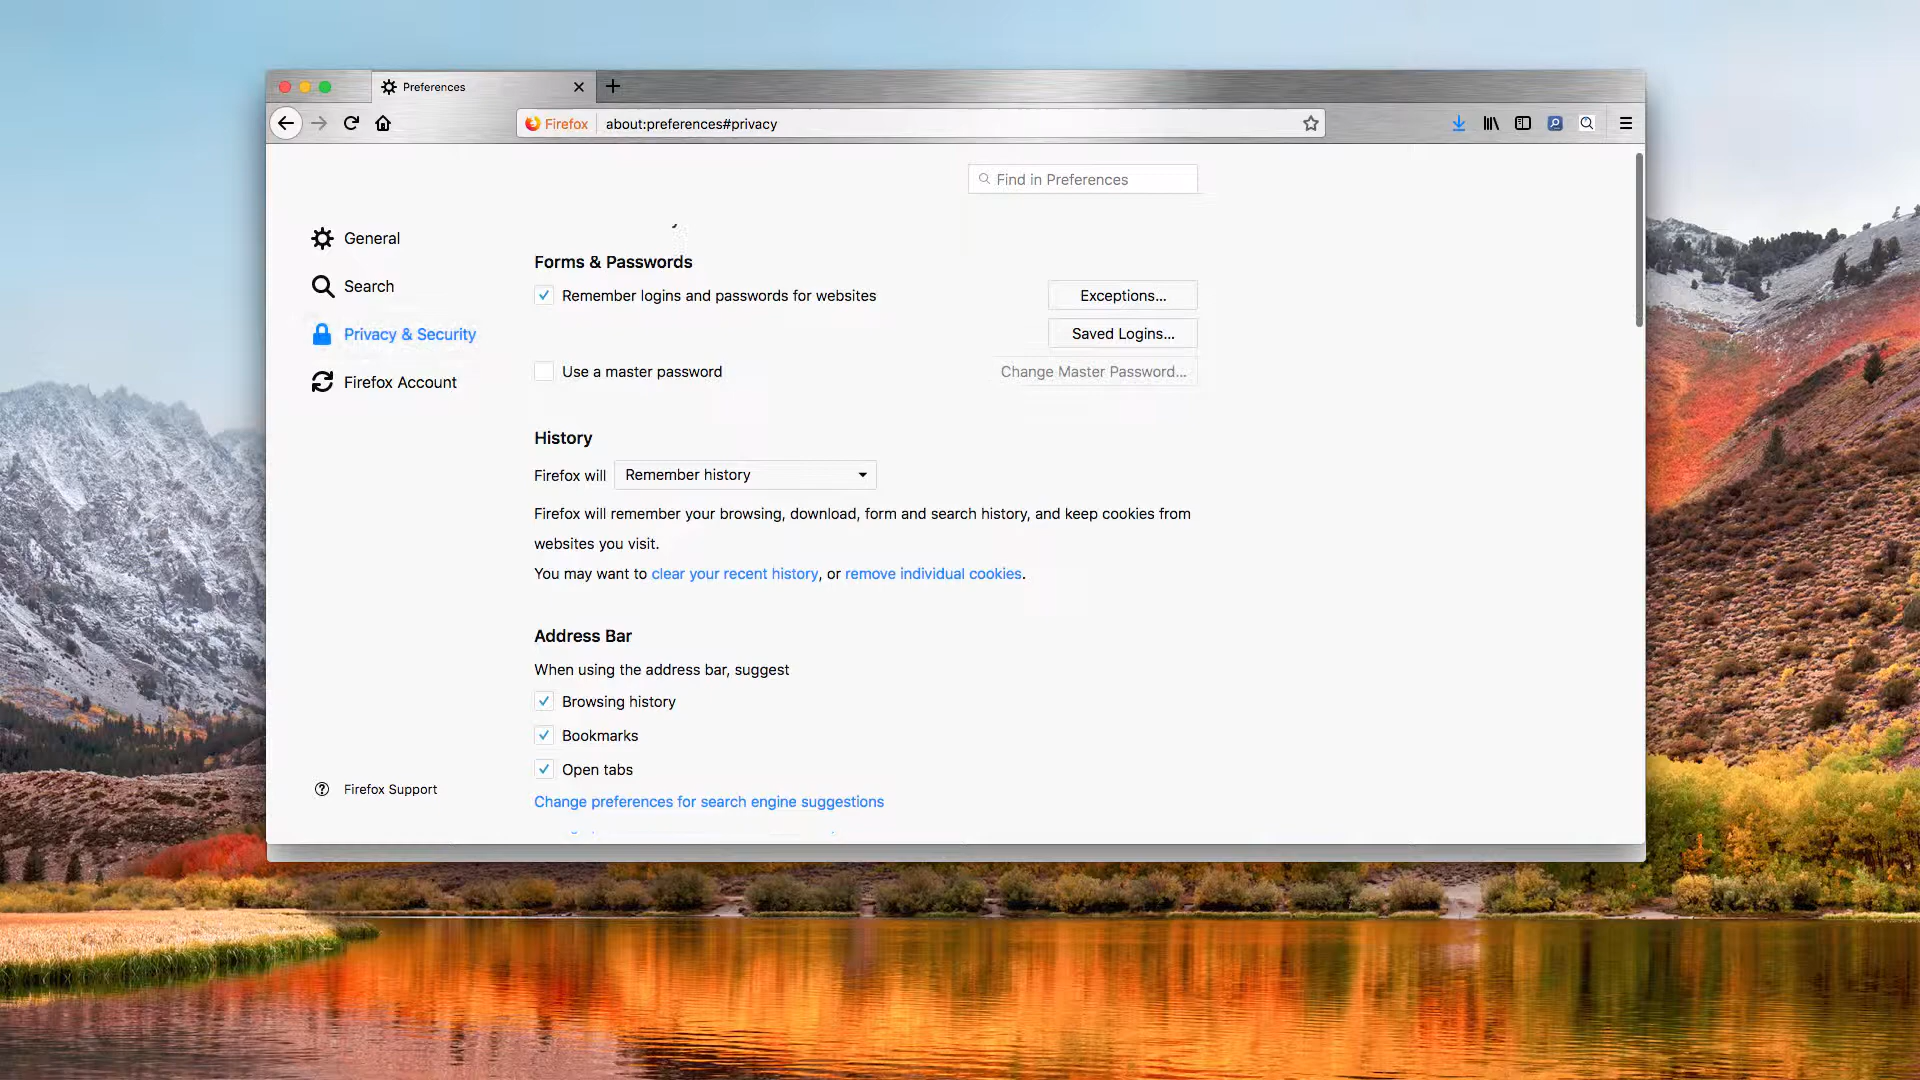 Preferences
Firefox about:preferences#privacy
Find in Preferences
General
Search
Privacy & Security
Firefox Account
Firefox Support
Forms & Passwords
Remember logins and passwords for websites
Exceptions...
Saved Logins...
Use a master password
Change Master Password...
History
Firefox will Remember history
Firefox will remember your browsing, download, form and search history, and keep cookies from
websites you visit.
You may want to clear your recent history, or remove individual cookies.
Address Bar
When using the address bar, suggest
Browsing history
Bookmarks
Open tabs
Change preferences for search engine suggestions